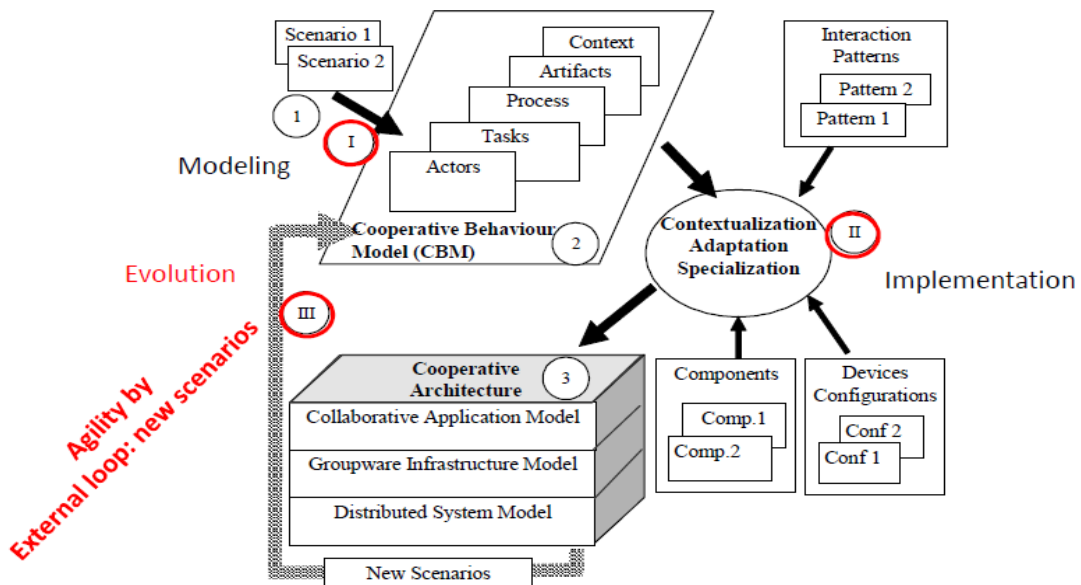 Scenario 1
Scenario 2
1
I
Modeling
Context
Artifacts
Process
Tasks
Actors
Cooperative Behaviour
Model (CBM)
2
Interaction
Patterns
Pattern 2
Pattern 1
Contextualization
Adaptation
Specialization
II
Implementation
Evolution
III
Agility by
External loop: new scenarios
Cooperative
Architecture
3
Collaborative Application Model
Groupware Infrastructure Model
Distributed System Model
New Scenarios
Components
Comp.1
Comp.2
Devices
Configurations
Conf 2
Conf 1